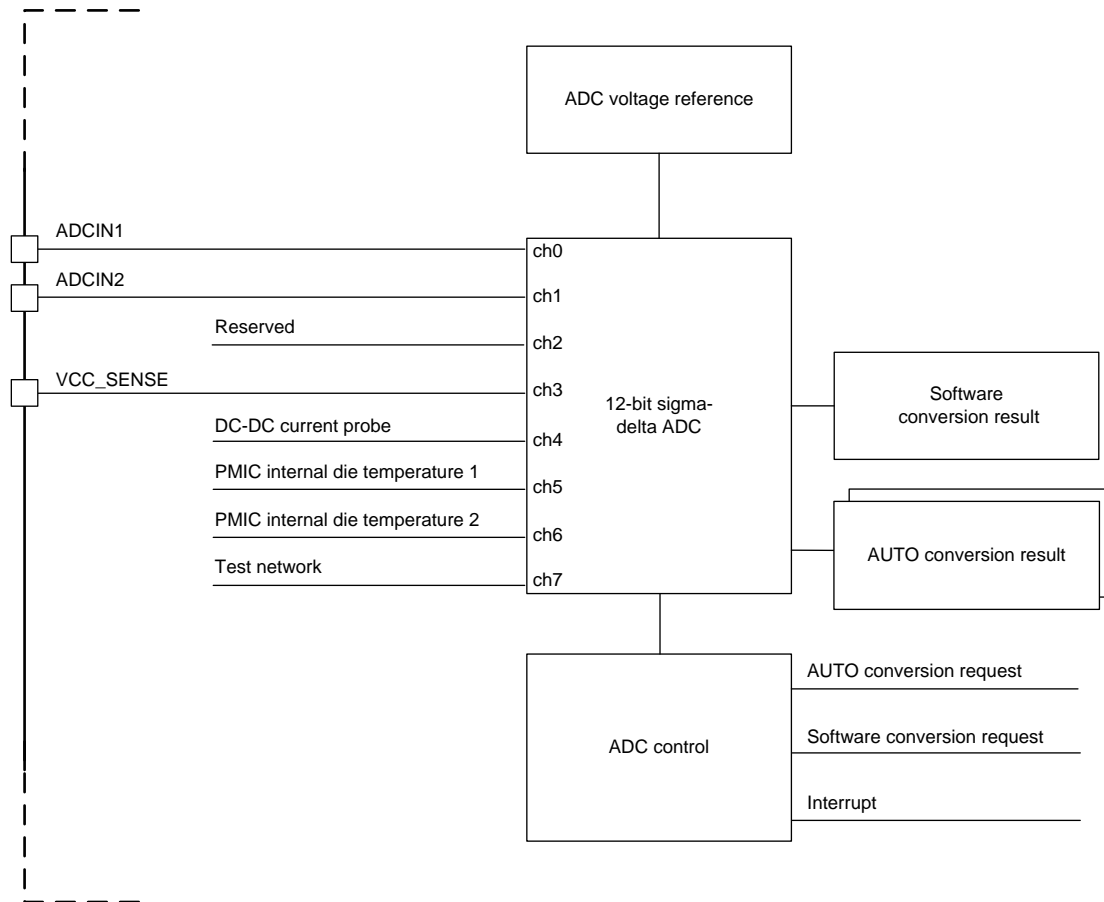 ADC voltage reference
ADCIN1
ch0
ADCIN2
ch1
Reserved
ch2
VCC_SENSE
ch3
DC-DC current probe
ch4
PMIC internal die temperature 1
ch5
PMIC internal die temperature 2
ch6
Test network
ch7
12-bit sigma-
delta ADC
Software
conversion result
AUTO conversion result
ADC control
AUTO conversion request
Software conversion request
Interrupt